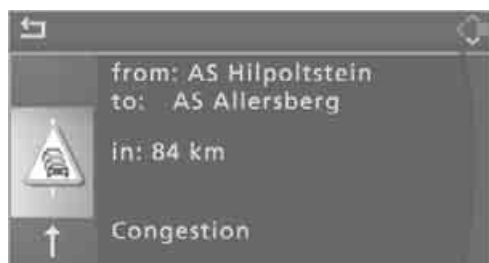 from: AS Hilpoltstein
to: AS Allersberg
in: 84 km
Congestion